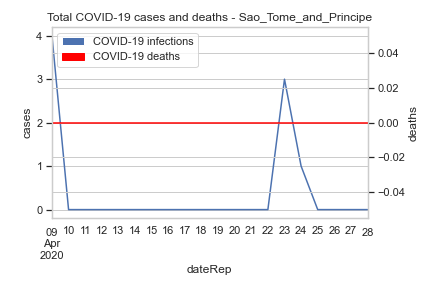 Total COVID-19 cases and deaths - Sao_Tome_and_Principe
COVID-19 infections
COVID-19 deaths
4
3
2
1
0
cases
0.04
0.02
0.00
−0.02
−0.04
deaths
09 10 11 12 13 14 15 16 17 18 19 20 21 22 23 24 25 26 27 28
Apr
2020
dateRep